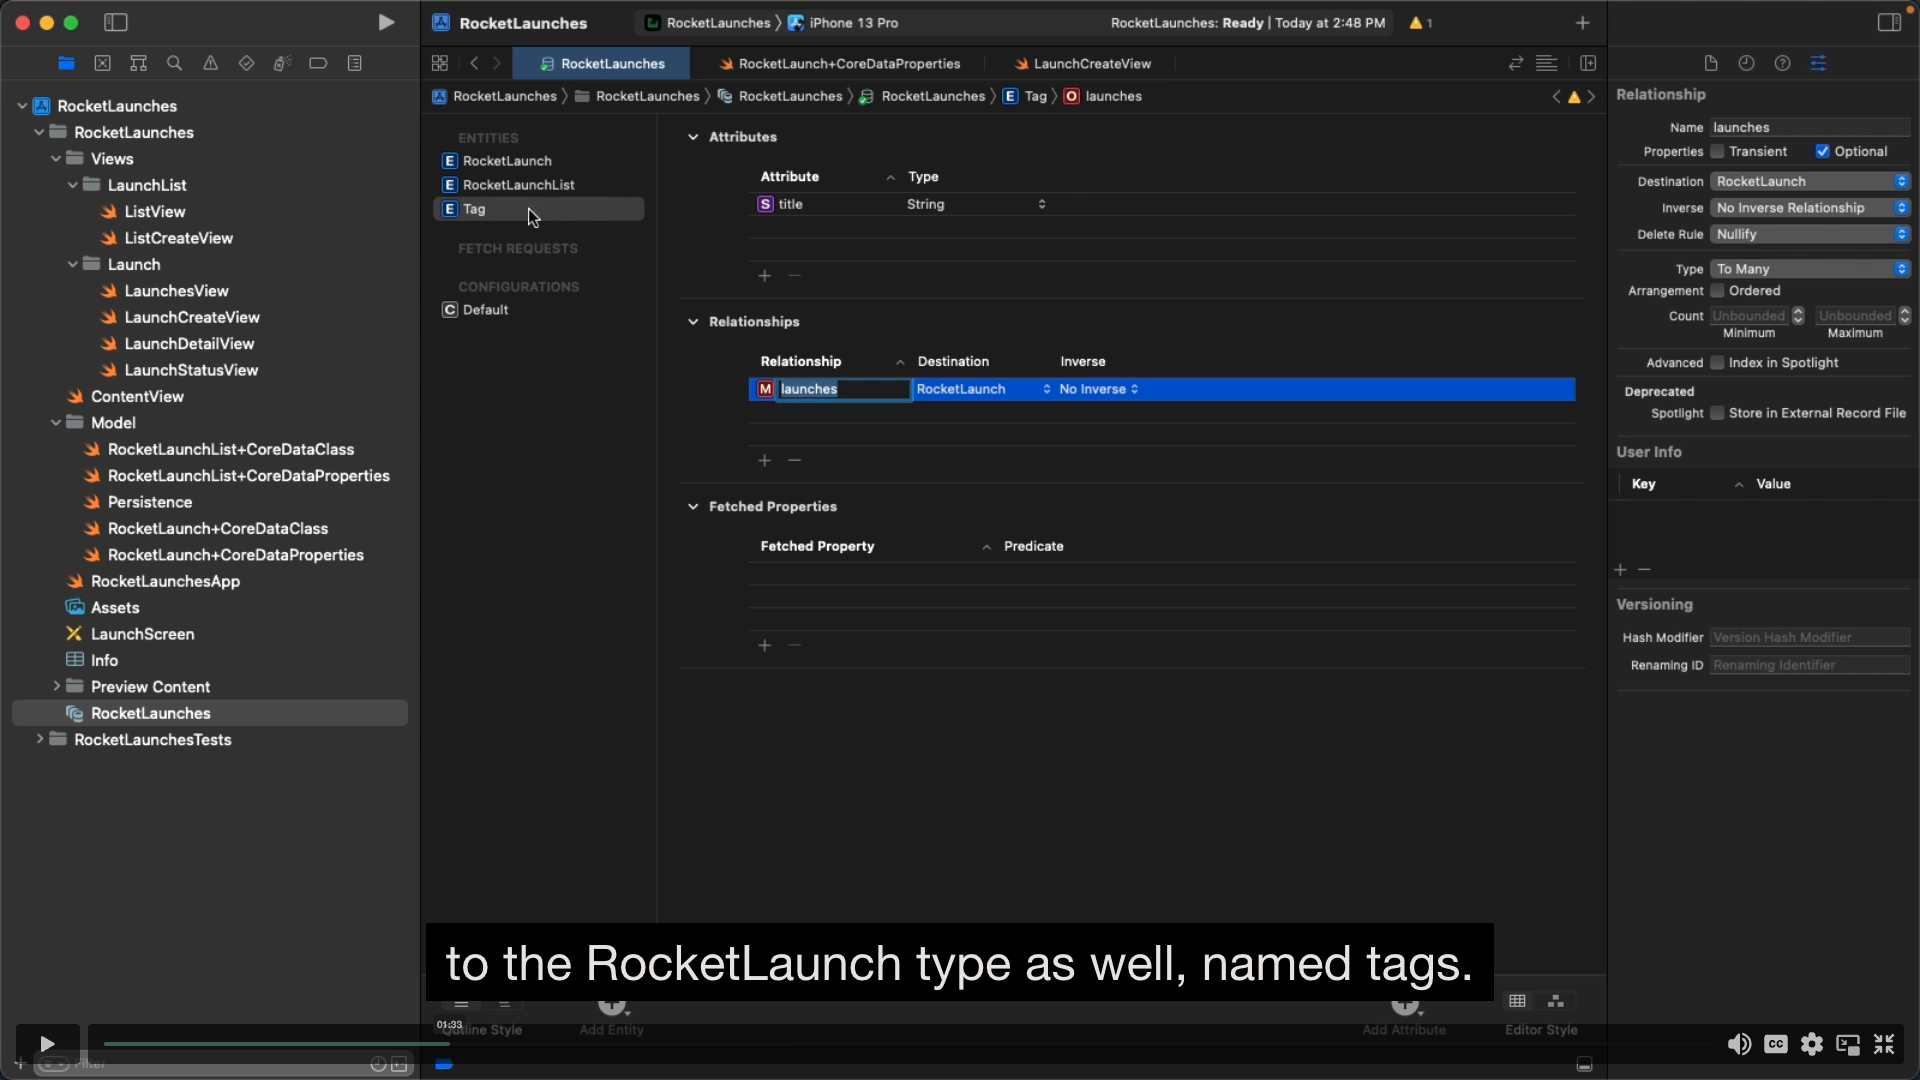 RocketLaunches
RocketLaunches
iPhone 13 Pro
RocketLaunches: Ready | Today at 2:48 PM
1
RocketLaunches
RocketLaunch+CoreDataProperties
LaunchCreateView
RocketLaunches
RocketLaunches
RocketLaunches
RocketLaunches
E Tag
O launches
RocketLaunches
RocketLaunches
Views
LaunchList
ListView
ListCreateView
Launch
LaunchesView
LaunchCreateView
LaunchDetailView
LaunchStatusView
ContentView
Model
RocketLaunchList+CoreDataClass
RocketLaunchList+CoreDataProperties
Persistence
RocketLaunch+CoreDataClass
RocketLaunch+CoreDataProperties
RocketLaunchesApp
Assets
LaunchScreen
Info
Preview Content
RocketLaunches
RocketLaunchesTests
Filter
ENTITIES
E RocketLaunch
E RocketLaunchList
E Tag
FETCH REQUESTS
CONFIGURATIONS
C Default
Attributes
Attribute Type
S title String
Relationships
Relationship Destination Inverse
M launches RocketLaunch No Inverse
Fetched Properties
Fetched Property Predicate
Relationship
Name launches
Properties Transient Optional
Destination RocketLaunch
Inverse No Inverse Relationship
Delete Rule Nullify
Type To Many
Arrangement Ordered
Count Unbounded Unbounded
Minimum Maximum
Advanced Index in Spotlight
Deprecated
Spotlight Store in External Record File
User Info
Key Value
Versioning
Hash Modifier Version Hash Modifier
Renaming ID Renaming Identifier
to the RocketLaunch type as well, named tags.
01:33
Outline Style
Add Entity
Add Attribute
Editor Style
CC